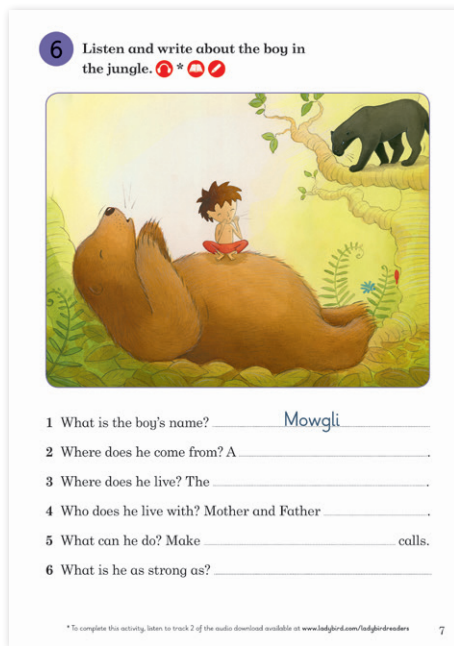 6
Listen and write about the boy in
the jungle. *
1 What is the boy's name? Mowgli
2 Where does he come from? A .
3 Where does he live? The .
4 Who does he live with? Mother and Father .
5 What can he do? Make calls.
6 What is he as strong as?
* To complete this activity, listen to track 2 of the audio download available at www.ladybird.com/ladybirdreaders
7